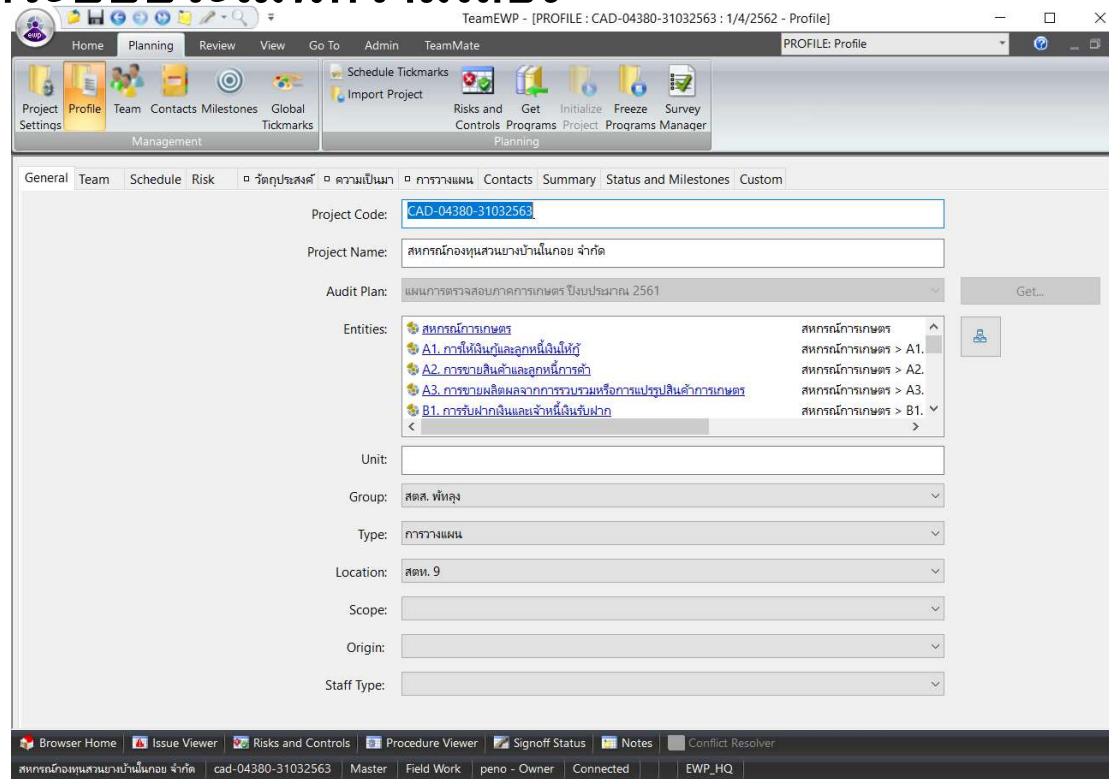 TeamEWP - [PROFILE : CAD-04380-31032563 : 1/4/2562 - Profile]
Home Planning Review View Go To Admin TeamMate PROFILE: Profile
Project Settings Profile Team Contacts Milestones Global Tickmarks
Management
Schedule Tickmarks
Import Project
Risks and Controls Get Programs Initialize Project Freeze Programs Survey Manager
Planning
General Team Schedule Risk วัตถุประสงค์ ความเป็นมา การวางแผน Contacts Summary Status and Milestones Custom
Project Code: CAD-04380-31032563
Project Name: สหกรณ์กองทุนสวนยางบ้านในกอย จำกัด
Audit Plan: แผนการตรวจสอบภาคการเกษตร ปีงบประมาณ 2561 Get...
Entities: สหกรณ์การเกษตร สหกรณ์การเกษตร
A1. การให้เงินกู้และลูกหนี้เงินให้กู้ สหกรณ์การเกษตร > A1.
A2. การขายสินค้าและลูกหนี้การค้า สหกรณ์การเกษตร > A2.
A3. การขายผลิตผลจากการรวบรวมหรือการแปรรูปสินค้าการเกษตร สหกรณ์การเกษตร > A3.
B1. การรับฝากเงินและเจ้าหนี้เงินรับฝาก สหกรณ์การเกษตร > B1.
Unit:
Group: สตส. พัทลุง
Type: การวางแผน
Location: สตท. 9
Scope:
Origin:
Staff Type:
Browser Home Issue Viewer Risks and Controls Procedure Viewer Signoff Status Notes Conflict Resolver
สหกรณ์กองทุนสวนยางบ้านในกอย จำกัด cad-04380-31032563 Master Field Work peno - Owner Connected EWP_HQ